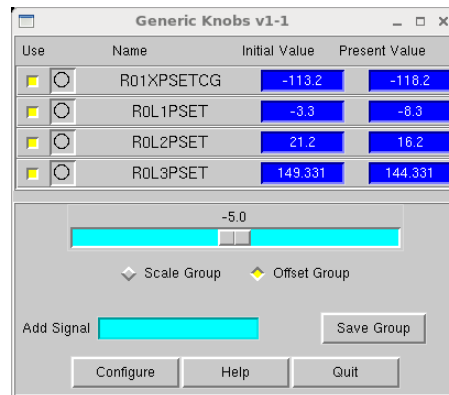 Generic Knobs v1-1
Use Name Initial Value Present Value
R01XPSETCG -113.2 -118.2
R0L1PSET -3.3 -8.3
R0L2PSET 21.2 16.2
R0L3PSET 149.331 144.331
-5.0
Scale Group Offset Group
Add Signal Save Group
Configure Help Quit